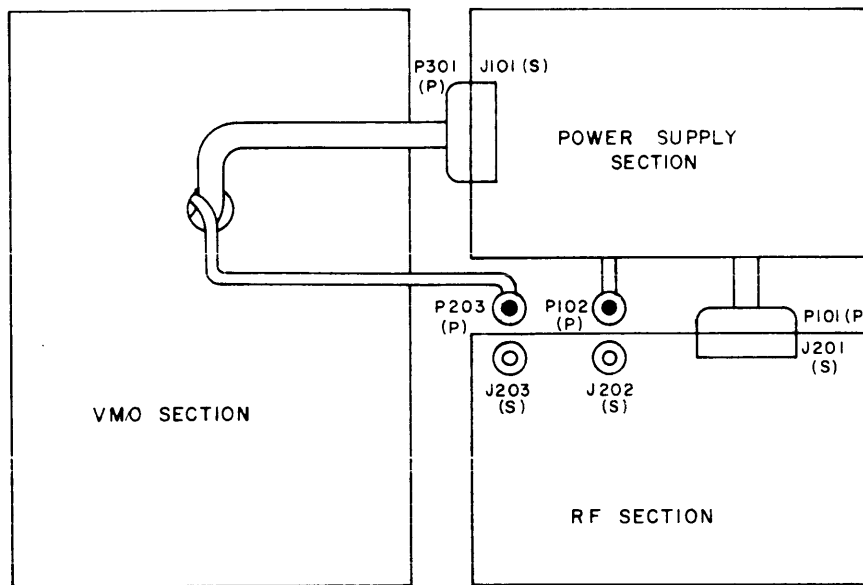 P301
(P)
J101(S)
POWER SUPPLY
SECTION
P203
(P)
P102
(P)
P101(P
J201
(S)
J203
(S)
J202
(S)
VMO SECTION
RF SECTION